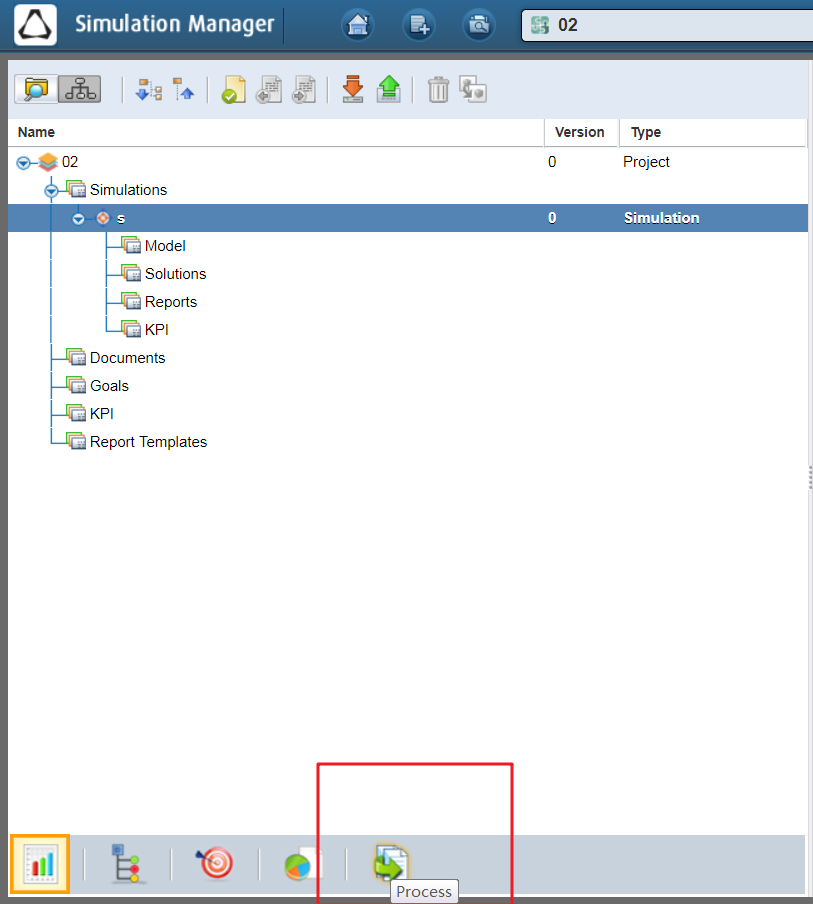 Simulation Manager 02
Name Version Type
02 0 Project
Simulations
s 0 Simulation
Model
Solutions
Reports
KPI
Documents
Goals
KPI
Report Templates
Process